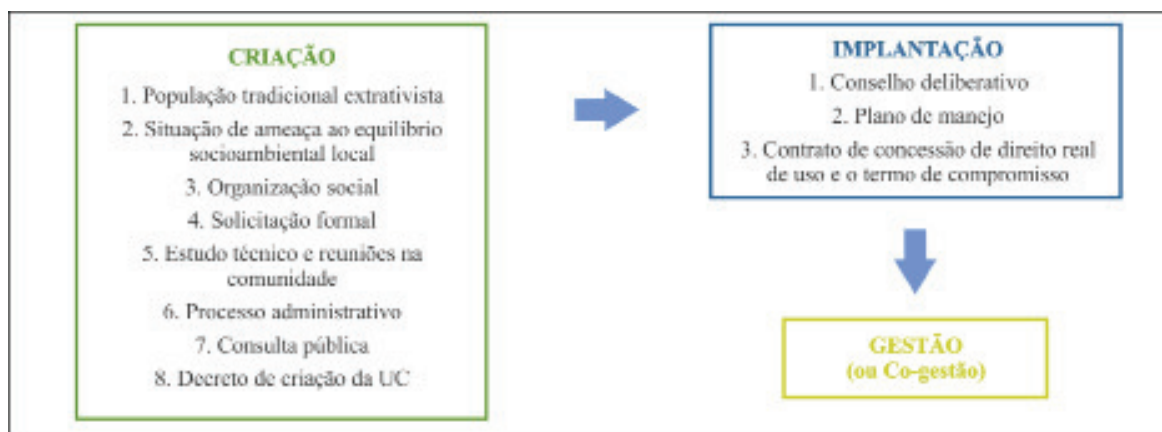 CRIAÇÃO
1. População tradicional extrativista
2. Situação de ameaça ao equilíbrio
socioambiental local
3. Organização social
4. Solicitação formal
5. Estudo técnico e reuniões na
comunidade
6. Processo administrativo
7. Consulta pública
8. Decreto de criação da UC
IMPLANTAÇÃO
1. Conselho deliberativo
2. Plano de manejo
3. Contrato de concessão de direito real
de uso e o termo de compromisso
GESTÃO
(ou Co-gestão)